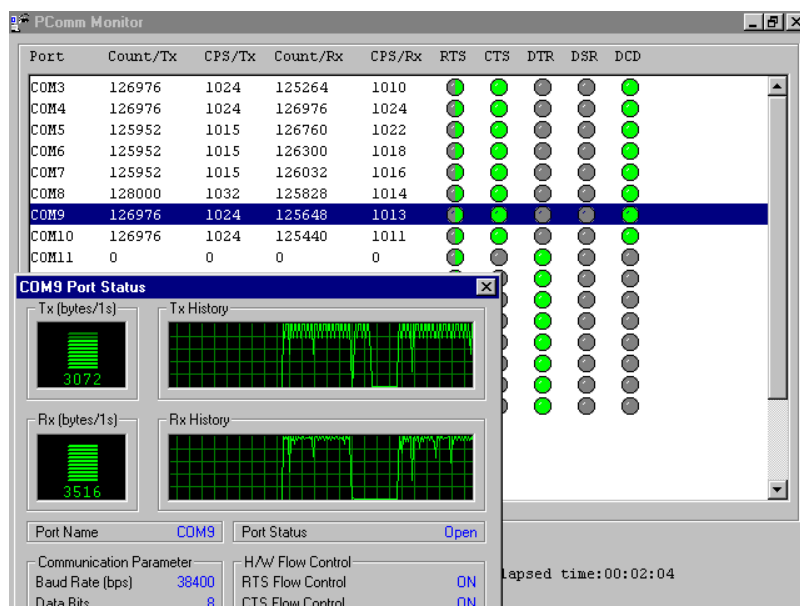 PComm Monitor
Port Count/Tx CPS/Tx Count/Rx CPS/Rx RTS CTS DTR DSR DCD
COM3 126976 1024 125264 1010
COM4 126976 1024 126976 1024
COM5 125952 1015 126760 1022
COM6 125952 1015 126300 1018
COM7 125952 1015 126032 1016
COM8 128000 1032 125828 1014
COM9 126976 1024 125648 1013
COM10 126976 1024 125440 1011
COM11 0 0 0 0
COM9 Port Status
Tx (bytes/1s) Tx History
3072
Rx (bytes/1s) Rx History
3516
Port Name COM9 Port Status Open
Communication Parameter H/W Flow Control
Baud Rate (bps) 38400 RTS Flow Control ON
lapsed time:00:02:04
Data Bits 8 CTS Flow Control ON